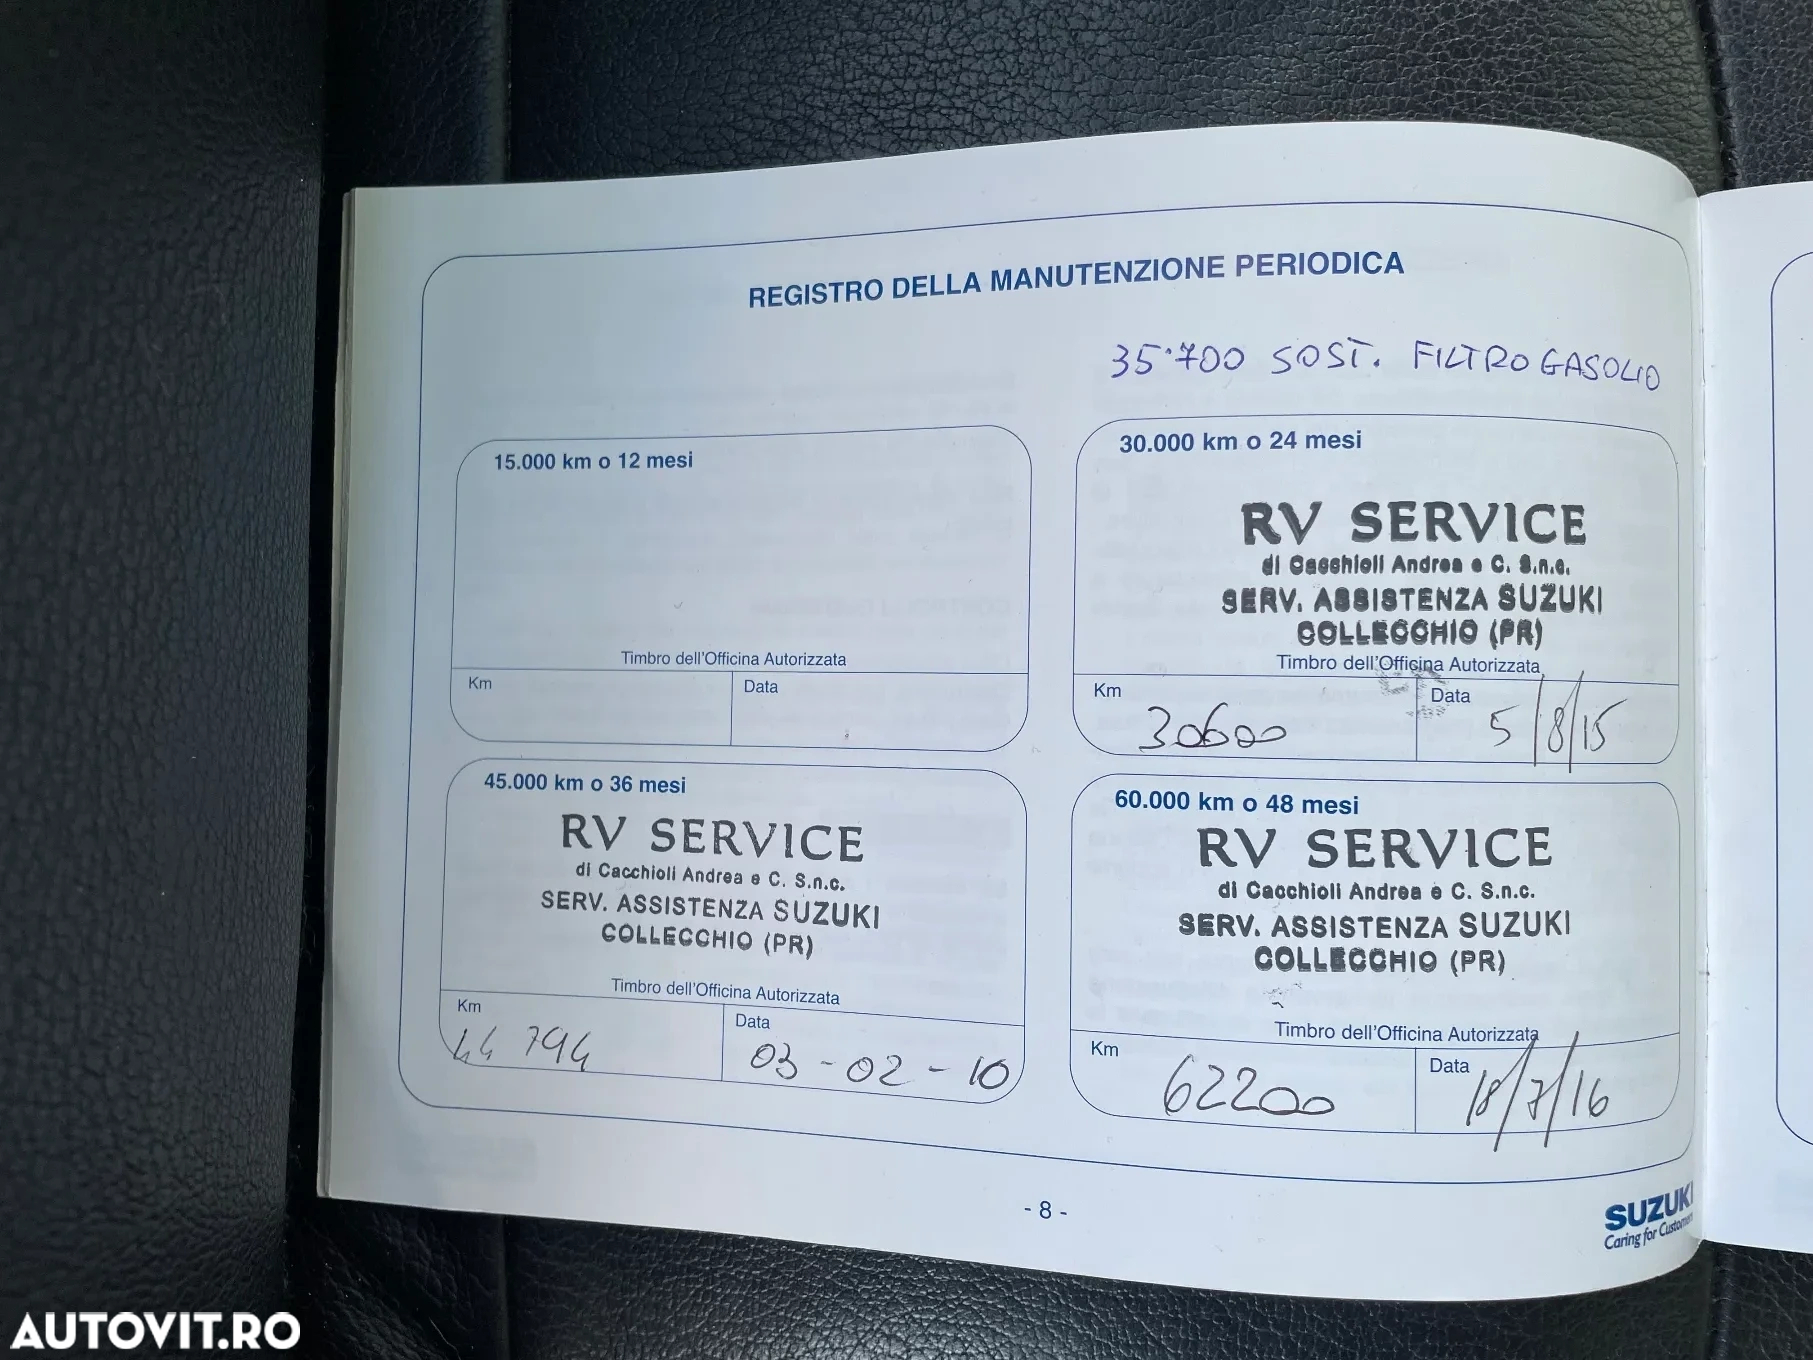 REGISTRO DELLA MANUTENZIONE PERIODICA
35.700 SOST. FILTRO GASOLIO
15.000 km o 12 mesi
Timbro dell'Officina Autorizzata
Km
Data
30.000 km o 24 mesi
RV SERVICE
di Cacchioli Andrea e C. S.n.c.
SERV. ASSISTENZA SUZUKI
COLLECCHIO (PR)
Timbro dell'Officina Autorizzata
Km
30600
Data
5/8/15
45.000 km o 36 mesi
RV SERVICE
di Cacchioli Andrea e C. S.n.c.
SERV. ASSISTENZA SUZUKI
COLLECCHIO (PR)
Timbro dell'Officina Autorizzata
Km
44 794
Data
03-02-10
60.000 km o 48 mesi
RV SERVICE
di Cacchioli Andrea e C. S.n.c.
SERV. ASSISTENZA SUZUKI
COLLECCHIO (PR)
Timbro dell'Officina Autorizzata
Km
62200
Data
18/7/16
- 8 -
SUZUKI
Caring for Customers
AUTOVIT.RO